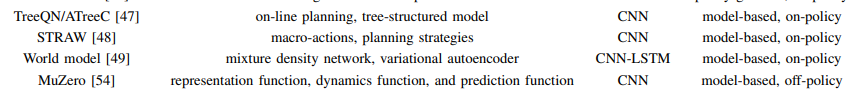 TreeQN/ATreeC [47] on-line planning, tree-structured model CNN model-based, on-policy
STRAW [48] macro-actions, planning strategies CNN model-based, on-policy
World model [49] mixture density network, variational autoencoder CNN-LSTM model-based, on-policy
MuZero [54] representation function, dynamics function, and prediction function CNN model-based, off-policy